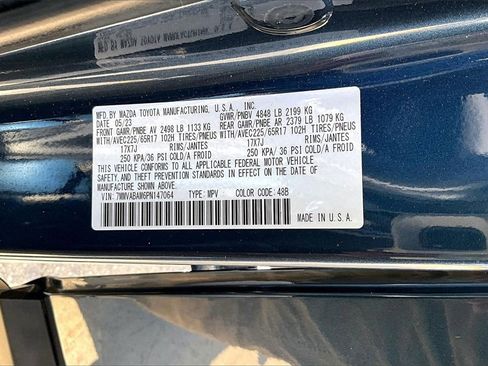 MFG. BY MAZDA TOYOTA MANUFACTURING, U.S.A., INC.
DATE 05/23 GVWR/PNBV 4848 LB 2199 KG
FRONT GAWR/PNBE AV 2498 LB 1133 KG REAR GAWR/PNBE AR 2379 LB 1079 KG
WITH/AVEC225/65R17 102H TIRES/PNEUS WITH/AVEC225/65R17 102H TIRES/PNEUS
17X7J RIMS/JANTES 17X7J RIMS/JANTES
250 KPA/36 PSI COLD/A FROID 250 KPA/36 PSI COLD/A FROID
THIS VEHICLE CONFORMS TO ALL APPLICABLE FEDERAL MOTOR VEHICLE
SAFETY AND THEFT PREVENTION STANDARDS IN EFFECT ON THE DATE OF
MANUFACTURE SHOWN ABOVE.
VIN: 7MMVABAM6PN147064 TYPE: MPV COLOR CODE: 48B
MADE IN U.S.A.